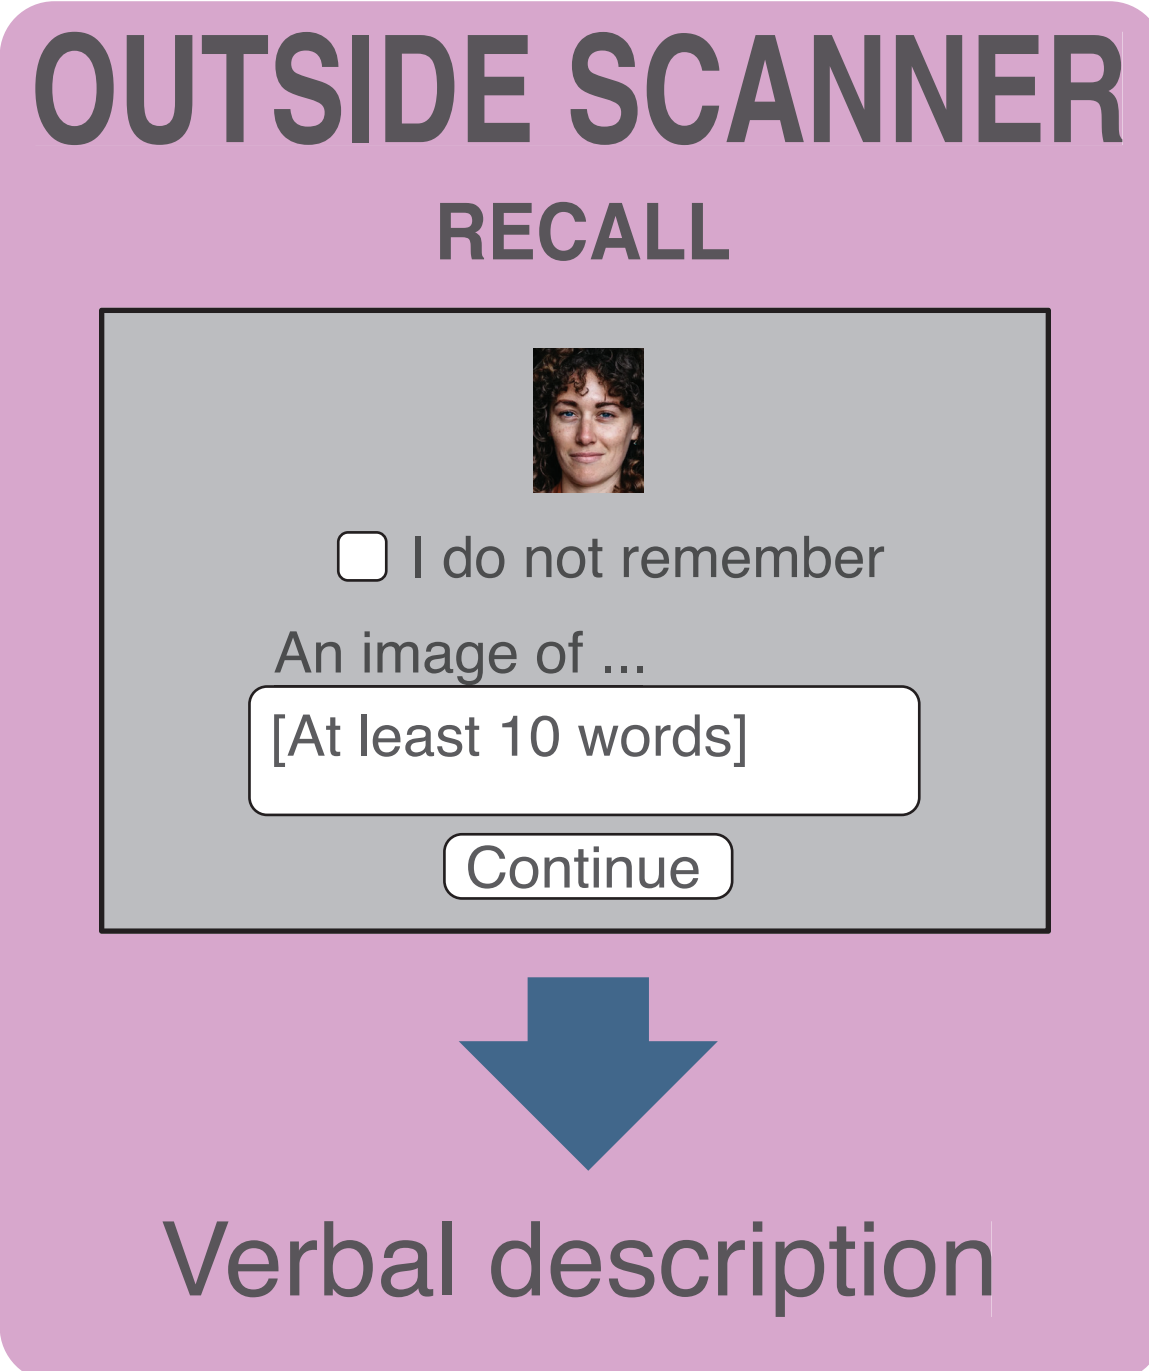 OUTSIDE SCANNER
RECALL
I do not remember
An image of ...
[At least 10 words]
Continue
Verbal description